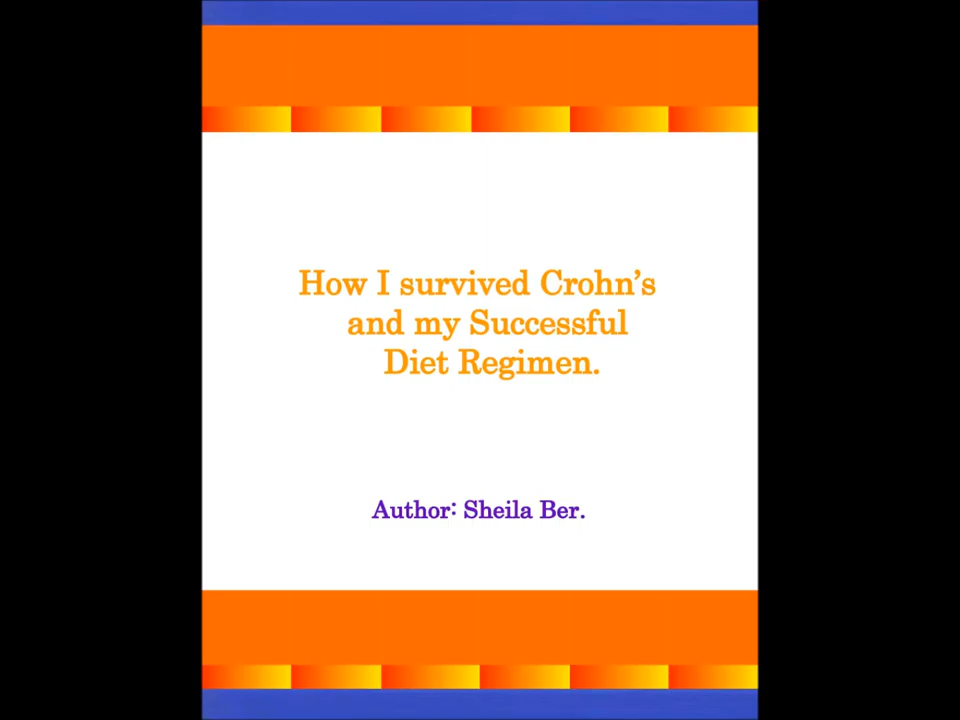 How I survived Crohn’s
and my Successful
Diet Regimen.
Author: Sheila Ber.